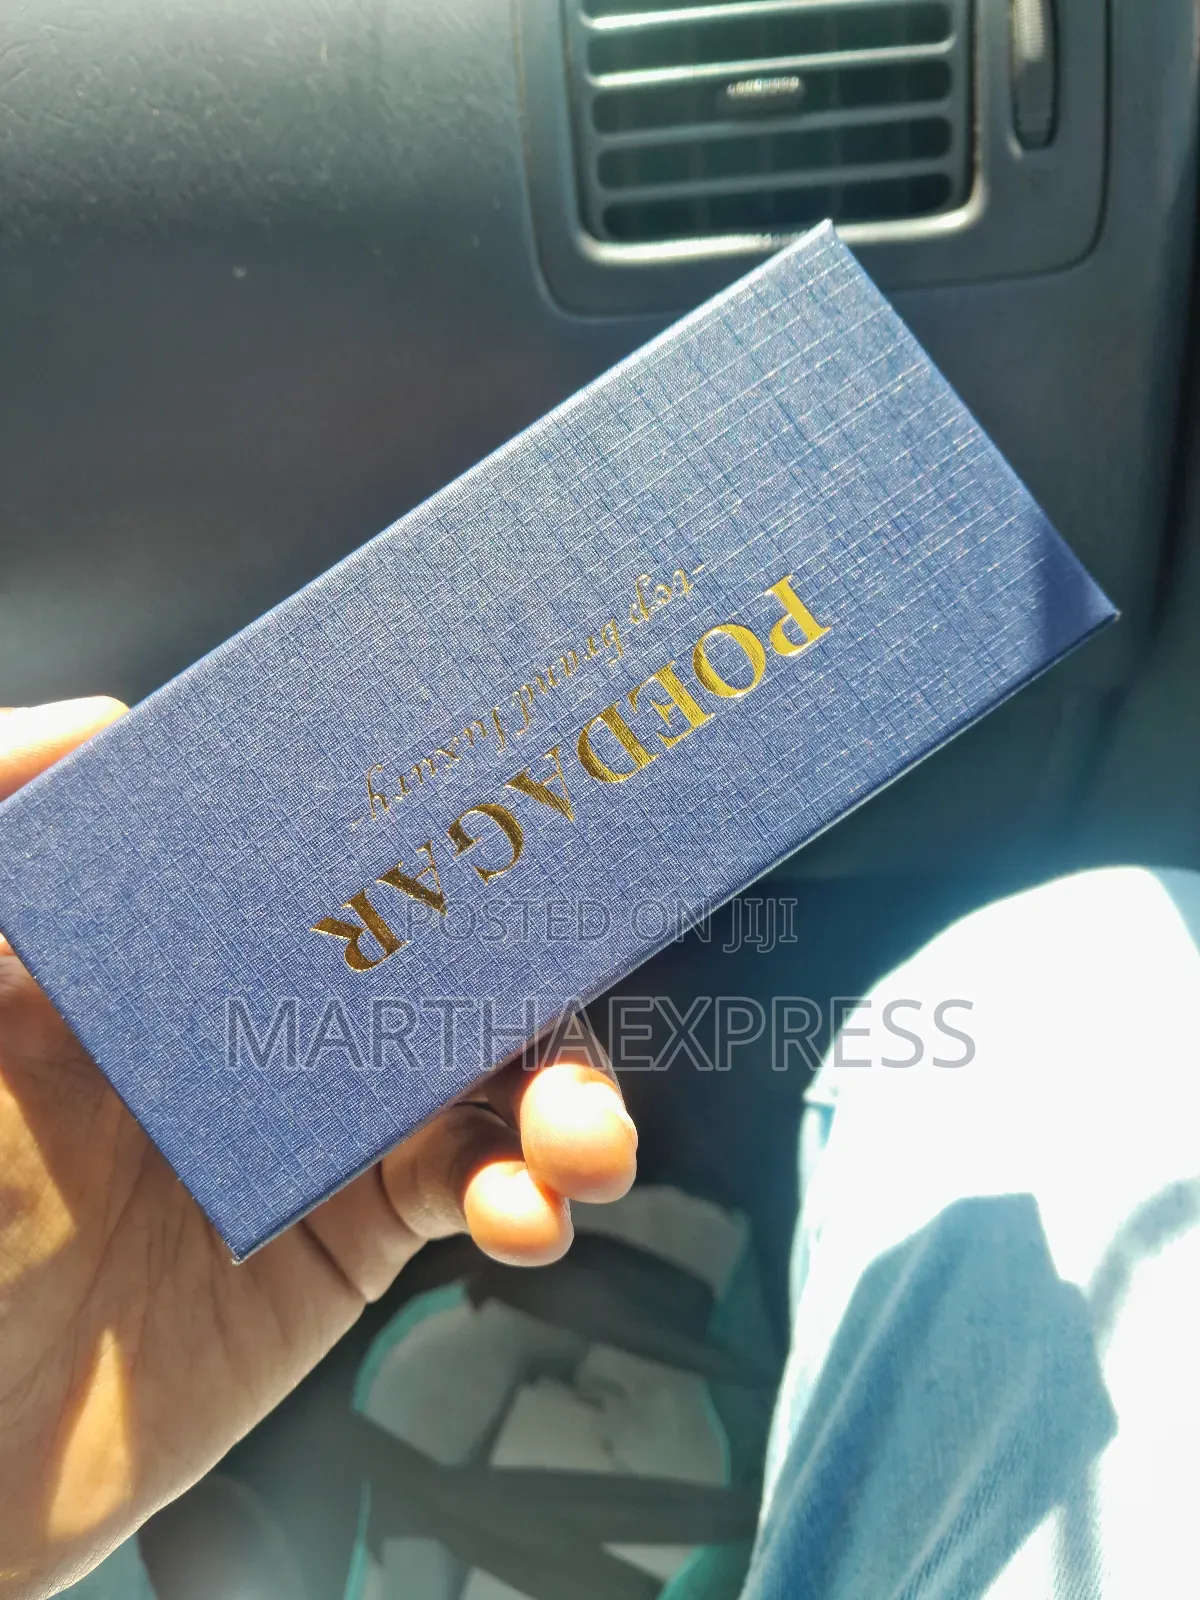 POEDAGAR
-top brand luxury-
POSTED ON JIJI
MARTHAEXPRESS